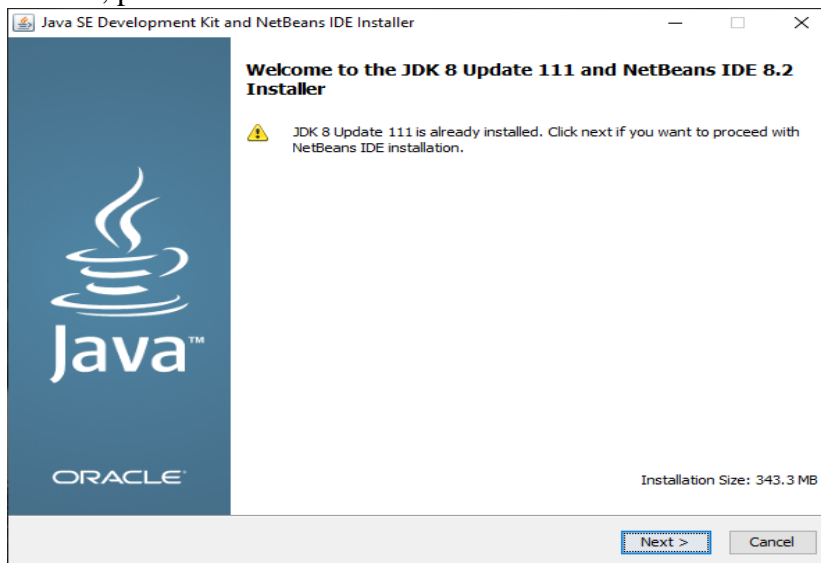 Java SE Development Kit and NetBeans IDE Installer
Welcome to the JDK 8 Update 111 and NetBeans IDE 8.2
Installer
JDK 8 Update 111 is already installed. Click next if you want to proceed with
NetBeans IDE installation.
Java™
ORACLE®
Installation Size: 343.3 MB
Next >
Cancel